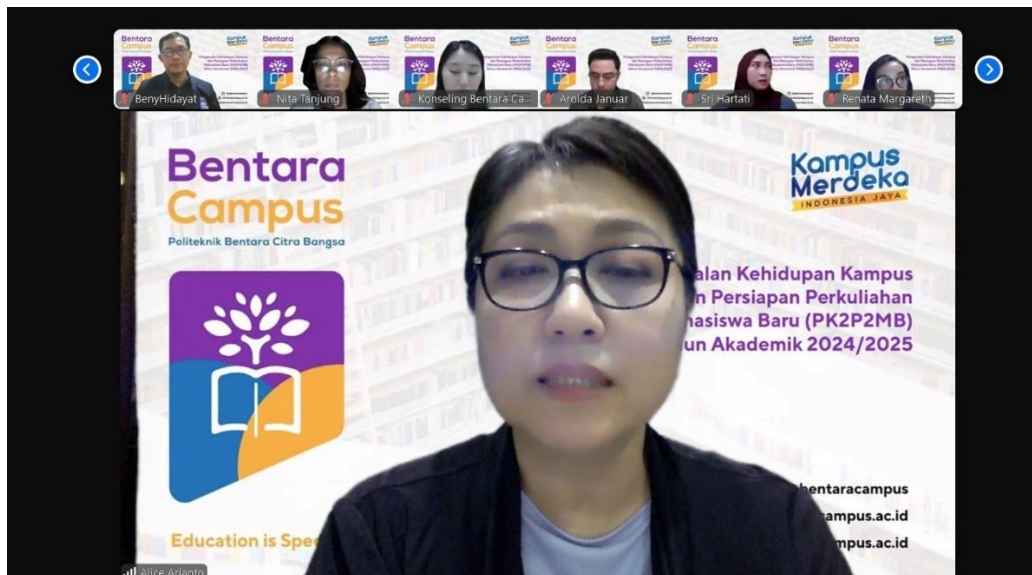 BenyHidayat
Nita Tanjung
Konseling Bentara Ca...
Arolda Januar
Sri Hartati
Renata Margareth
Bentara
Campus
Politeknik Bentara Citra Bangsa
Kampus
Merdeka
INDONESIA JAYA
alan Kehidupan Kampus
n Persiapan Perkuliahan
hasiswa Baru (PK2P2MB)
un Akademik 2024/2025
bentaracampus
ampus.ac.id
mpus.ac.id
Education is Spe
Alice Arianto